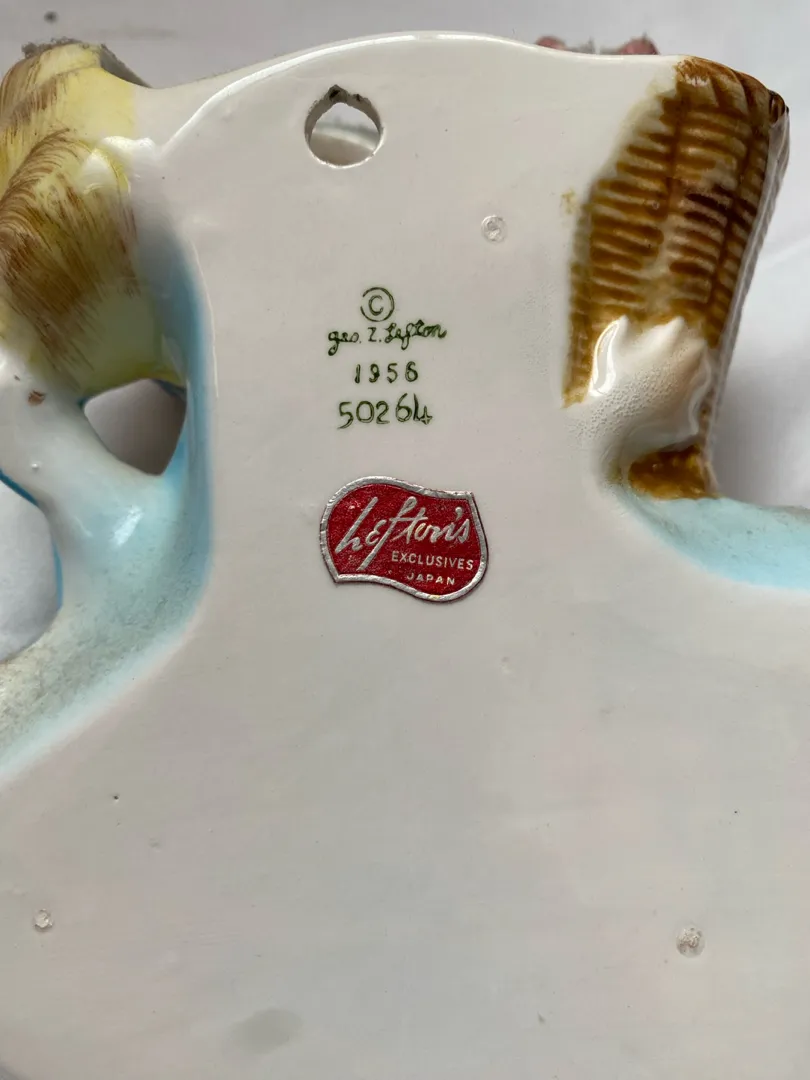 ©
geo. Z. Lefton
1956
50264
Lefton's
EXCLUSIVES
JAPAN